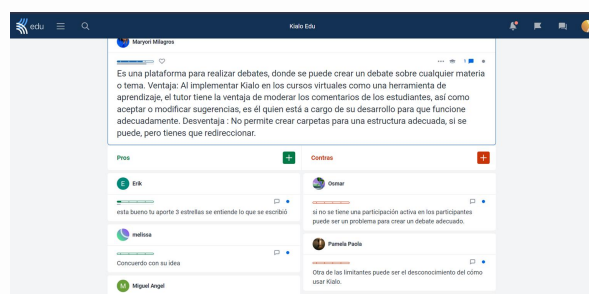 edu
Kialo Edu
Maryori Milagros
Es una plataforma para realizar debates, donde se puede crear un debate sobre cualquier materia
o tema. Ventaja: Al implementar Kialo en los cursos virtuales como una herramienta de
aprendizaje, el tutor tiene la ventaja de moderar los comentarios de los estudiantes, así como
aceptar o modificar sugerencias, es él quien está a cargo de su desarrollo para que funcione
adecuadamente. Desventaja : No permite crear carpetas para una estructura adecuada, si se
puede, pero tienes que redireccionar.
Pros
Contras
E Erik
esta bueno tu aporte 3 estrellas se entiende lo que se escribió
melissa
Concuerdo con su idea
M Miguel Angel
Osmar
si no se tiene una participación activa en los participantes
puede ser un problema para crear un debate adecuado.
Pamela Paola
Otra de las limitantes puede ser el desconocimiento del cómo
usar Kialo.